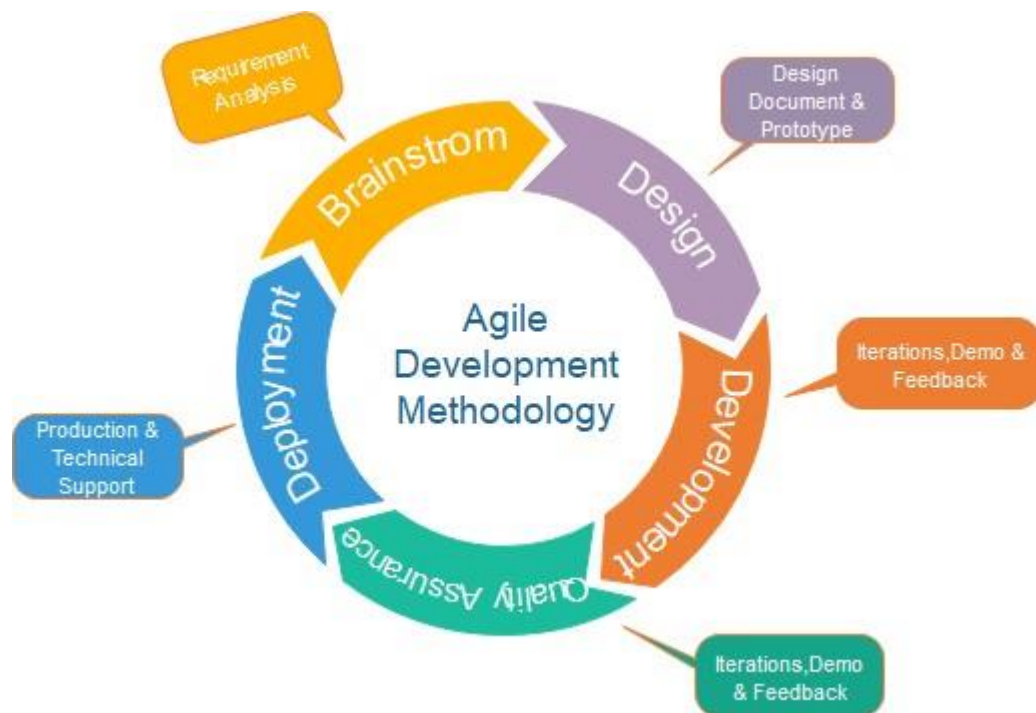 Requirement
Analysis
Brainstrom
Design
Document &
Prototype
Design
Iterations,Demo &
Feedback
Development
Agile
Development
Methodology
Production &
Technical
Support
Deployment
Quality Assurance
Iterations,Demo
& Feedback